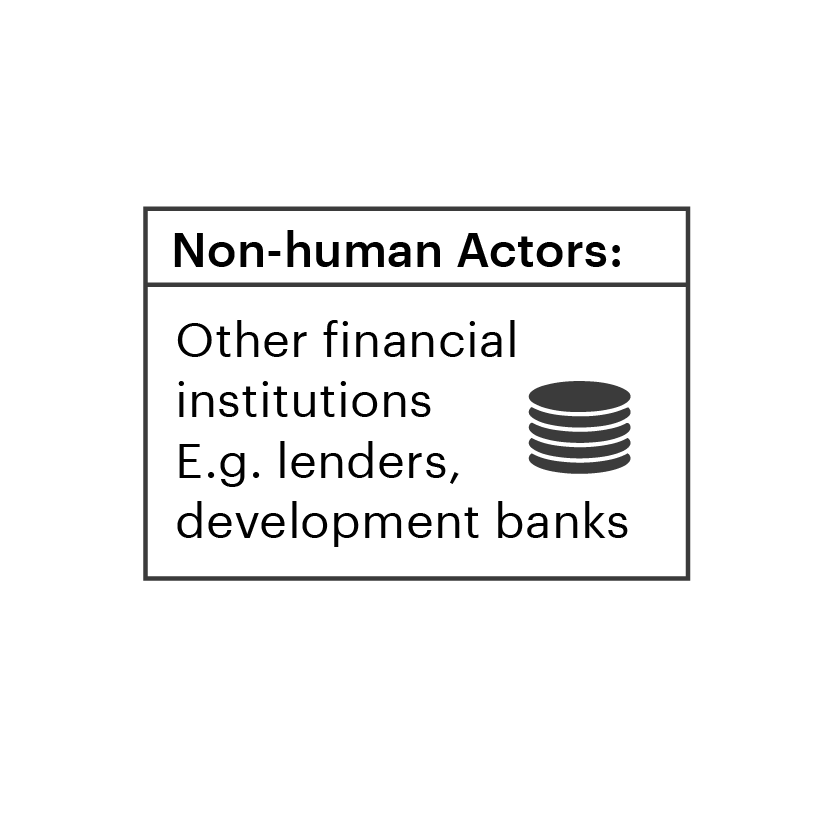 Non-human Actors:
Other financial
institutions
E.g. lenders,
development banks